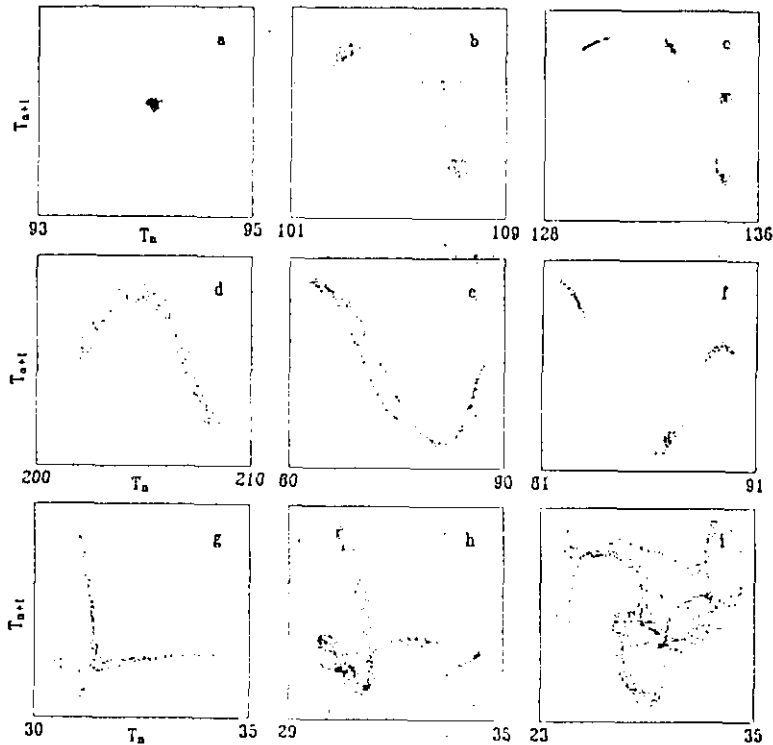 a b c
T_{n+1}
93 T_n 95 101 109 128 136
d e f
T_{n+1}
200 T_n 210 60 90 81 91
g h i
T_{n+1}
30 T_n 35 29 35 23 35